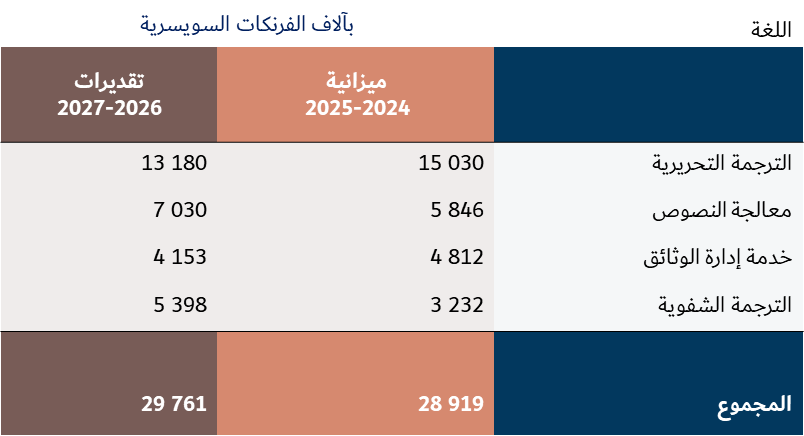 اللغة بآلاف الفرنكات السويسرية
ميزانية تقديرات
2025-2024 2027-2026
الترجمة التحريرية 15 030 13 180
معالجة النصوص 5 846 7 030
خدمة إدارة الوثائق 4 812 4 153
الترجمة الشفوية 3 232 5 398
المجموع 28 919 29 761